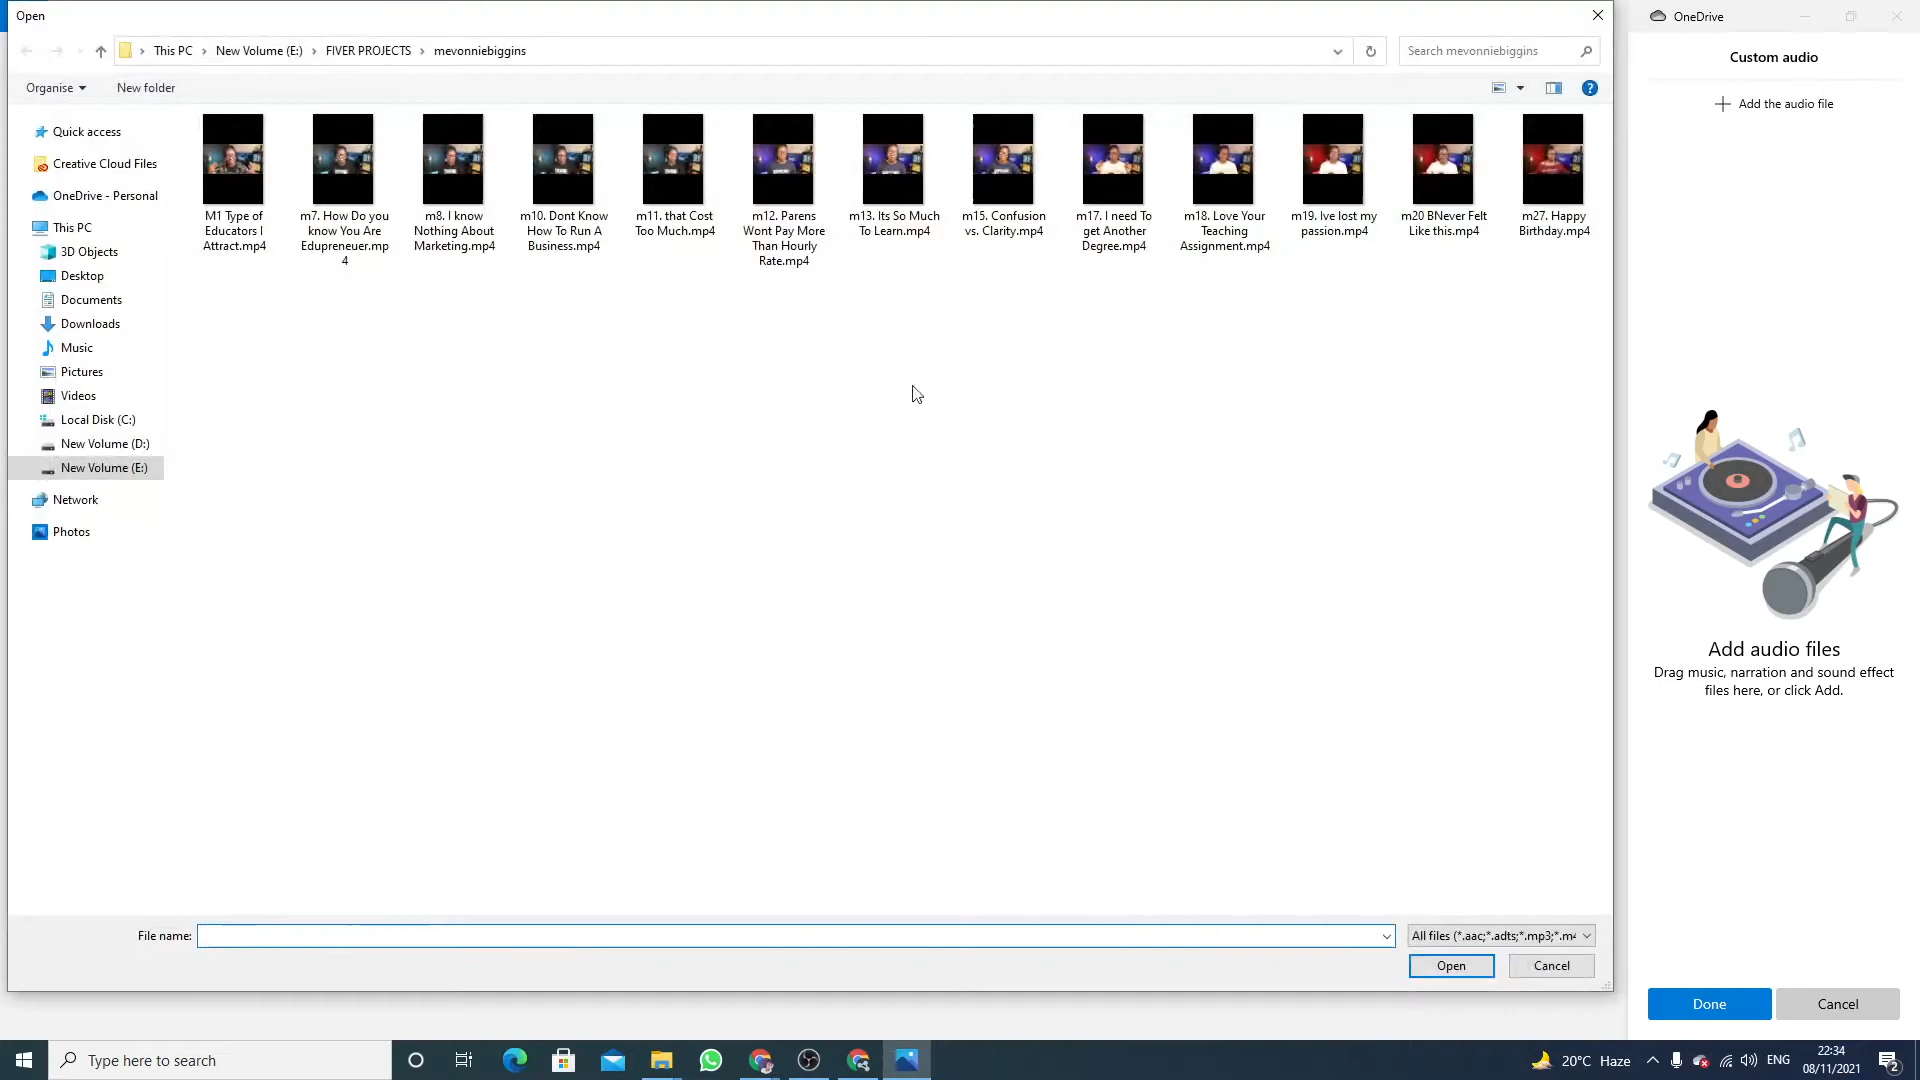 Open
OneDrive
Custom audio
Add the audio file
This PC
New Volume (E:)
FIVER PROJECTS
mevonniebiggins
Search mevonniebiggins
Organise
New folder
Quick access
Creative Cloud Files
OneDrive - Personal
This PC
3D Objects
Desktop
Documents
Downloads
Music
Pictures
Videos
Local Disk (C:)
New Volume (D:)
New Volume (E:)
Network
Photos
M1 Type of
Educators I
Attract.mp4
m7. How Do you
know You Are
Edupreneuer.mp
4
m8. I know
Nothing About
Marketing.mp4
m10. Dont Know
How To Run A
Business.mp4
m11. that Cost
Too Much.mp4
m12. Parens
Wont Pay More
Than Hourly
Rate.mp4
m13. Its So Much
To Learn.mp4
m15. Confusion
vs. Clarity.mp4
m17. I need To
get Another
Degree.mp4
m18. Love Your
Teaching
Assignment.mp4
m19. Ive lost my
passion.mp4
m20 BNever Felt
Like this.mp4
m27. Happy
Birthday.mp4
Add audio files
Drag music, narration and sound effect
files here, or click Add.
File name:
All files (*.aac;*.adts;*.mp3;*.m4
Open
Cancel
Done
Cancel
Type here to search
20°C Haze
ENG
22:34
08/11/2021
2